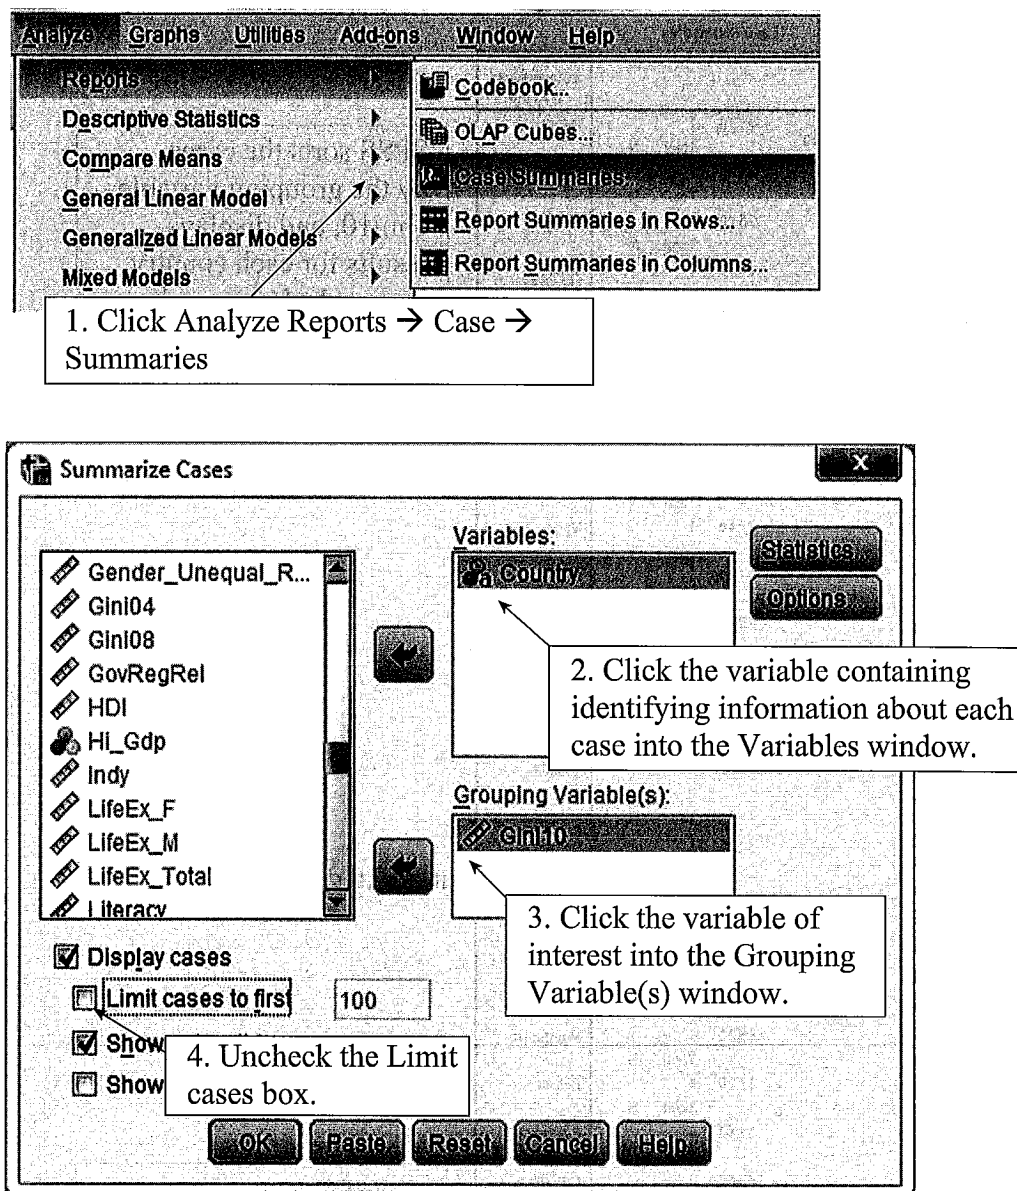 Analyze Graphs Utilities Add-ons Window Help
Reports
Descriptive Statistics
Compare Means
General Linear Model
Generalized Linear Models
Mixed Models
Codebook...
OLAP Cubes...
Case Summaries...
Report Summaries in Rows...
Report Summaries in Columns...
1. Click Analyze Reports → Case →
Summaries
Summarize Cases
X
Gender_Unequal_R...
Gini04
Gini08
GovRegRel
HDI
Hi_Gdp
Indy
LifeEx_F
LifeEx_M
LifeEx_Total
Literacy
Variables:
Country
Statistics...
Options...
2. Click the variable containing
identifying information about each
case into the Variables window.
Grouping Variable(s):
Gini10
3. Click the variable of
interest into the Grouping
Variable(s) window.
Display cases
Limit cases to first 100
Show
Show
4. Uncheck the Limit
cases box.
OK Paste Reset Cancel Help